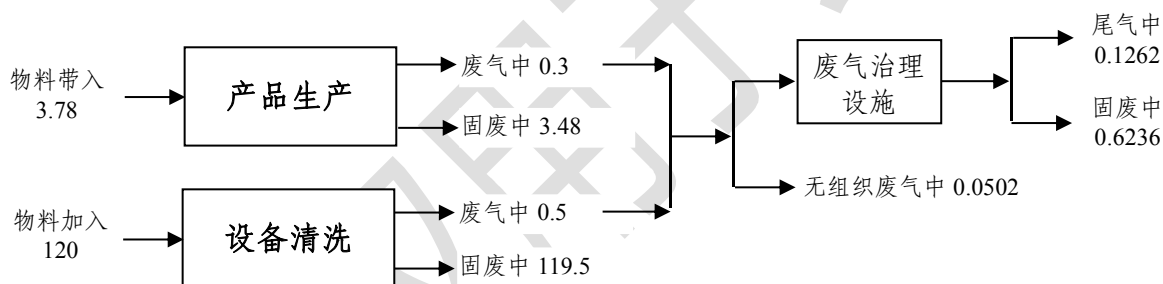 物料带入
3.78
产品生产
废气中 0.3
固废中 3.48
物料加入
120
设备清洗
废气中 0.5
固废中 119.5
废气治理
设施
无组织废气中 0.0502
尾气中
0.1262
固废中
0.6236